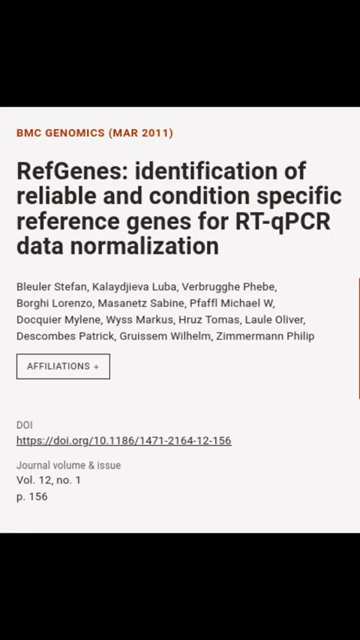 BMC GENOMICS (MAR 2011)
RefGenes: identification of
reliable and condition specific
reference genes for RT-qPCR
data normalization
Bleuler Stefan, Kalaydjieva Luba, Verbrugghe Phebe,
Borghi Lorenzo, Masanetz Sabine, Pfaffl Michael W,
Docquier Mylene, Wyss Markus, Hruz Tomas, Laule Oliver,
Descombes Patrick, Gruissem Wilhelm, Zimmermann Philip
AFFILIATIONS +
DOI
https://doi.org/10.1186/1471-2164-12-156
Journal volume & issue
Vol. 12, no. 1
p. 156